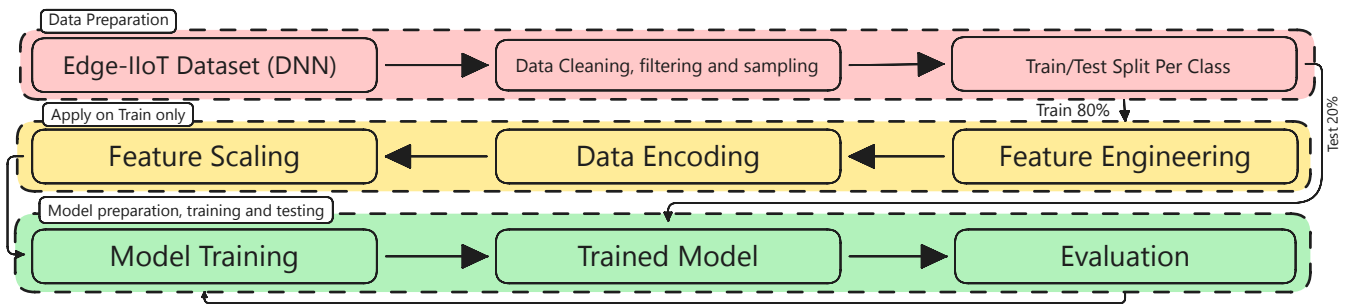 Data Preparation
Edge-IIoT Dataset (DNN)
Data Cleaning, filtering and sampling
Train/Test Split Per Class
Train 80%
Test 20%
Apply on Train only
Feature Scaling
Data Encoding
Feature Engineering
Model preparation, training and testing
Model Training
Trained Model
Evaluation